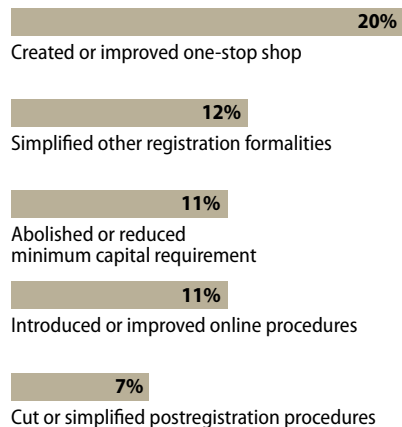 20%
Created or improved one-stop shop
12%
Simplified other registration formalities
11%
Abolished or reduced
minimum capital requirement
11%
Introduced or improved online procedures
7%
Cut or simplified postregistration procedures